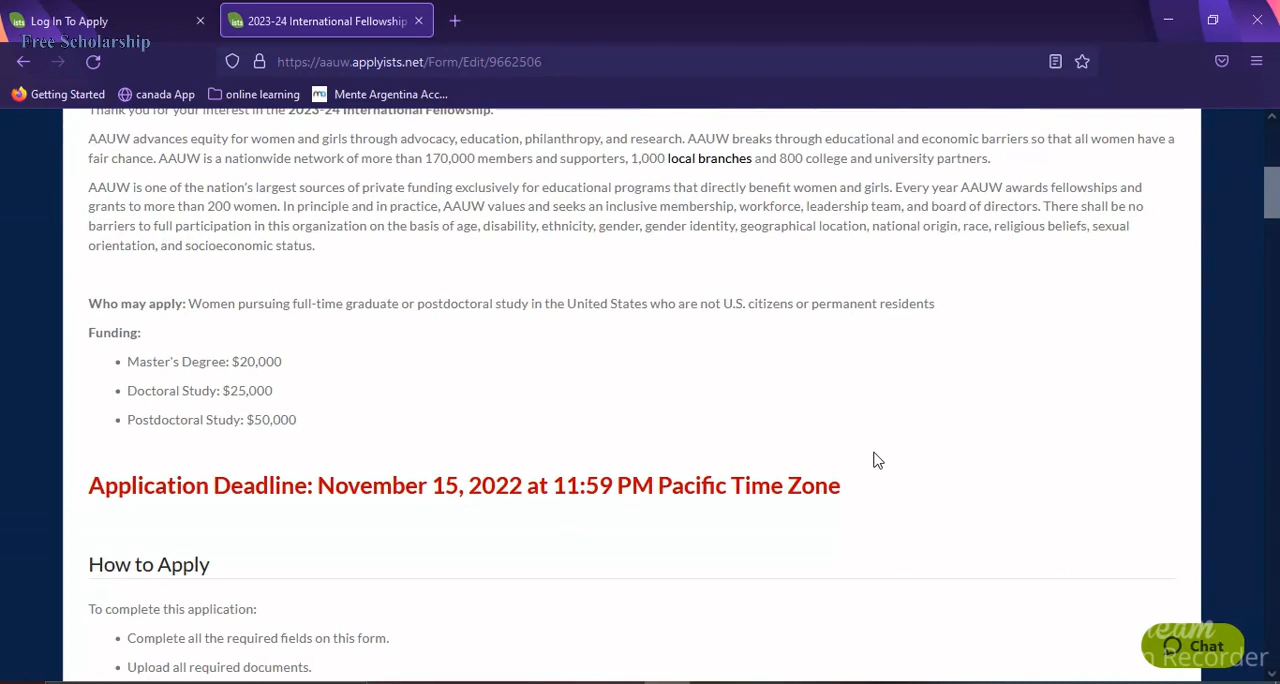 Log In To Apply
2023-24 International Fellowship
Free Scholarship
https://aauw.applyists.net/Form/Edit/9662506
Getting Started
canada App
online learning
Mente Argentina Acc...
Thank you for your interest in the 2023-24 International Fellowship.
AAUW advances equity for women and girls through advocacy, education, philanthropy, and research. AAUW breaks through educational and economic barriers so that all women have a
fair chance. AAUW is a nationwide network of more than 170,000 members and supporters, 1,000 local branches and 800 college and university partners.
AAUW is one of the nation's largest sources of private funding exclusively for educational programs that directly benefit women and girls. Every year AAUW awards fellowships and
grants to more than 200 women. In principle and in practice, AAUW values and seeks an inclusive membership, workforce, leadership team, and board of directors. There shall be no
barriers to full participation in this organization on the basis of age, disability, ethnicity, gender, gender identity, geographical location, national origin, race, religious beliefs, sexual
orientation, and socioeconomic status.
Who may apply: Women pursuing full-time graduate or postdoctoral study in the United States who are not U.S. citizens or permanent residents
Funding:
• Master's Degree: $20,000
• Doctoral Study: $25,000
• Postdoctoral Study: $50,000
Application Deadline: November 15, 2022 at 11:59 PM Pacific Time Zone
How to Apply
To complete this application:
• Complete all the required fields on this form.
• Upload all required documents.
Chat
Recorder